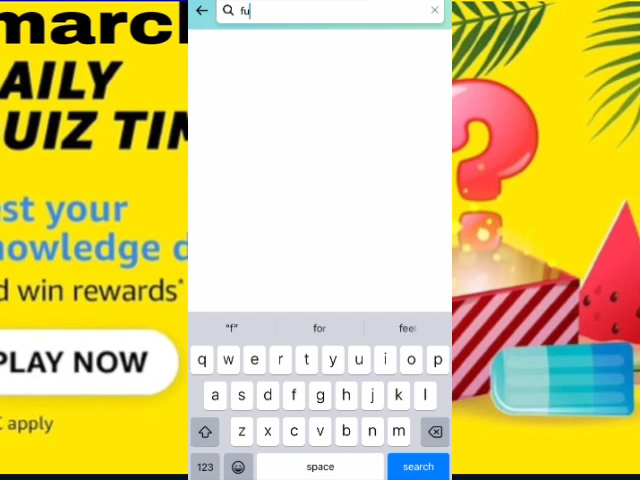 march
AILY
UIZ TIM
st your
nowledge d
d win rewards*
PLAY NOW
apply
fu
"f" for feel
q w e r t y u i o p
a s d f g h j k l
z x c v b n m
123 space search
?